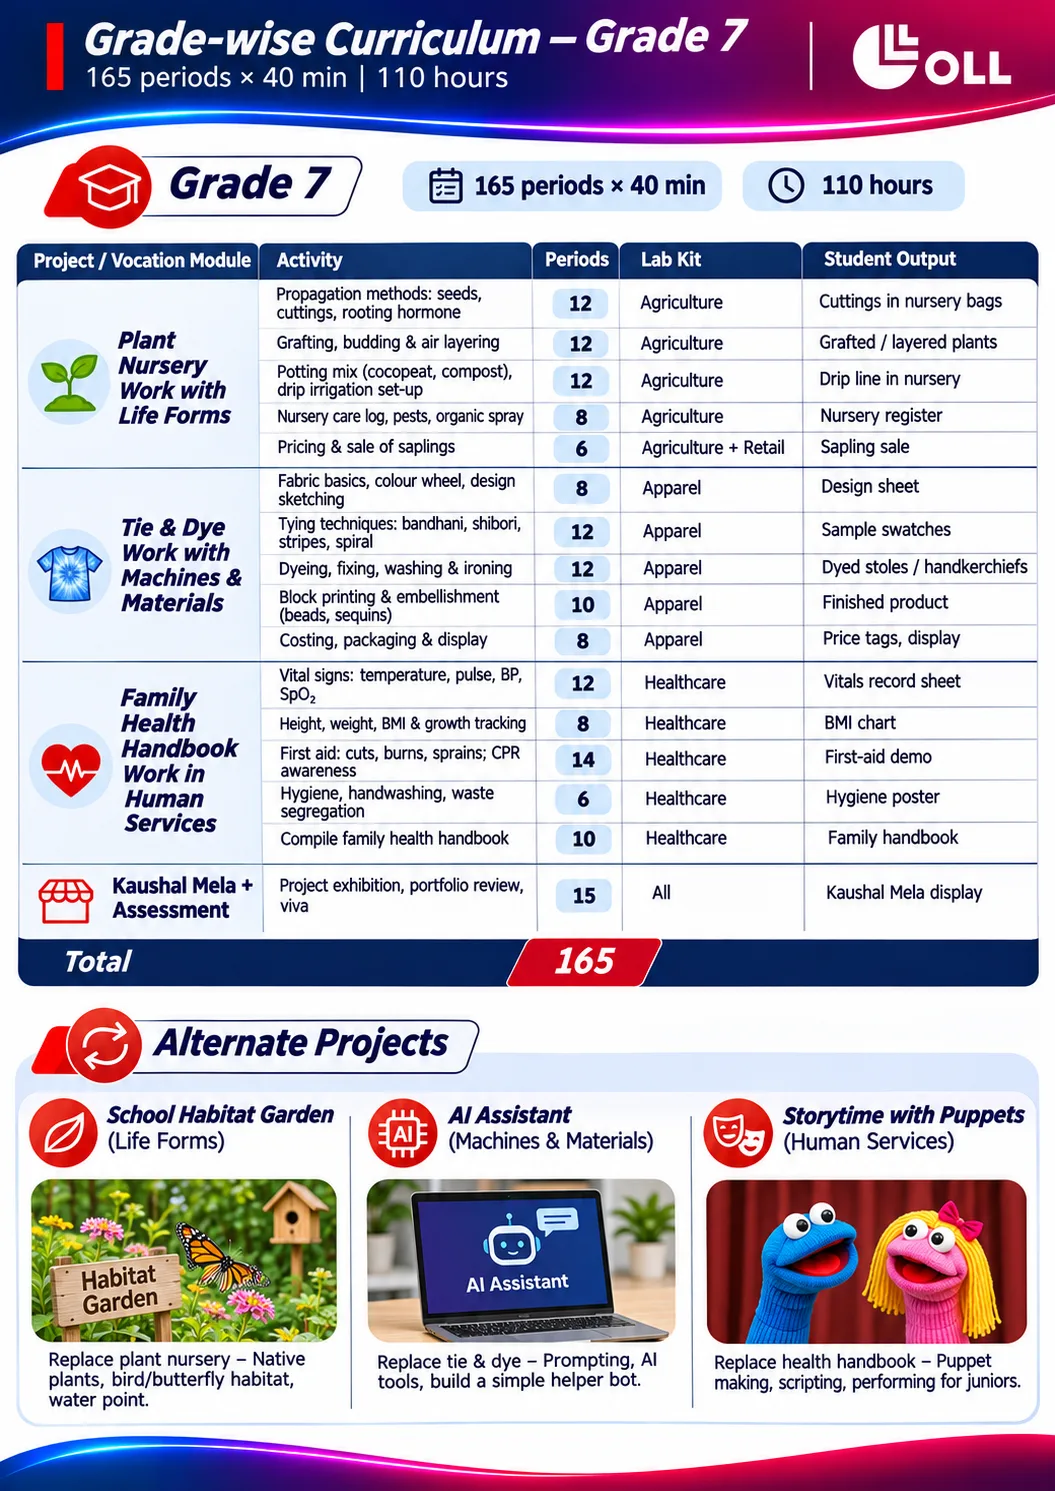 Grade-wise Curriculum – Grade 7
165 periods × 40 min | 110 hours
LOLL
Grade 7
165 periods × 40 min
110 hours
Project / Vocation Module
Activity
Periods
Lab Kit
Student Output
Plant
Nursery
Work with
Life Forms
Propagation methods: seeds,
cuttings, rooting hormone
12
Agriculture
Cuttings in nursery bags
Grafting, budding & air layering
12
Agriculture
Grafted / layered plants
Potting mix (cocopeat, compost),
drip irrigation set-up
12
Agriculture
Drip line in nursery
Nursery care log, pests, organic spray
8
Agriculture
Nursery register
Pricing & sale of saplings
6
Agriculture + Retail
Sapling sale
Tie & Dye
Work with
Machines &
Materials
Fabric basics, colour wheel, design
sketching
8
Apparel
Design sheet
Tying techniques: bandhani, shibori,
stripes, spiral
12
Apparel
Sample swatches
Dyeing, fixing, washing & ironing
12
Apparel
Dyed stoles / handkerchiefs
Block printing & embellishment
(beads, sequins)
10
Apparel
Finished product
Costing, packaging & display
8
Apparel
Price tags, display
Family
Health
Handbook
Work in
Human
Services
Vital signs: temperature, pulse, BP,
SpO₂
12
Healthcare
Vitals record sheet
Height, weight, BMI & growth tracking
8
Healthcare
BMI chart
First aid: cuts, burns, sprains; CPR
awareness
14
Healthcare
First-aid demo
Hygiene, handwashing, waste
segregation
6
Healthcare
Hygiene poster
Compile family health handbook
10
Healthcare
Family handbook
Kaushal Mela +
Assessment
Project exhibition, portfolio review,
viva
15
All
Kaushal Mela display
Total
165
Alternate Projects
School Habitat Garden
(Life Forms)
Habitat
Garden
Replace plant nursery – Native
plants, bird/butterfly habitat,
water point.
AI
AI Assistant
(Machines & Materials)
AI Assistant
Replace tie & dye – Prompting, AI
tools, build a simple helper bot.
Storytime with Puppets
(Human Services)
Replace health handbook – Puppet
making, scripting, performing for juniors.